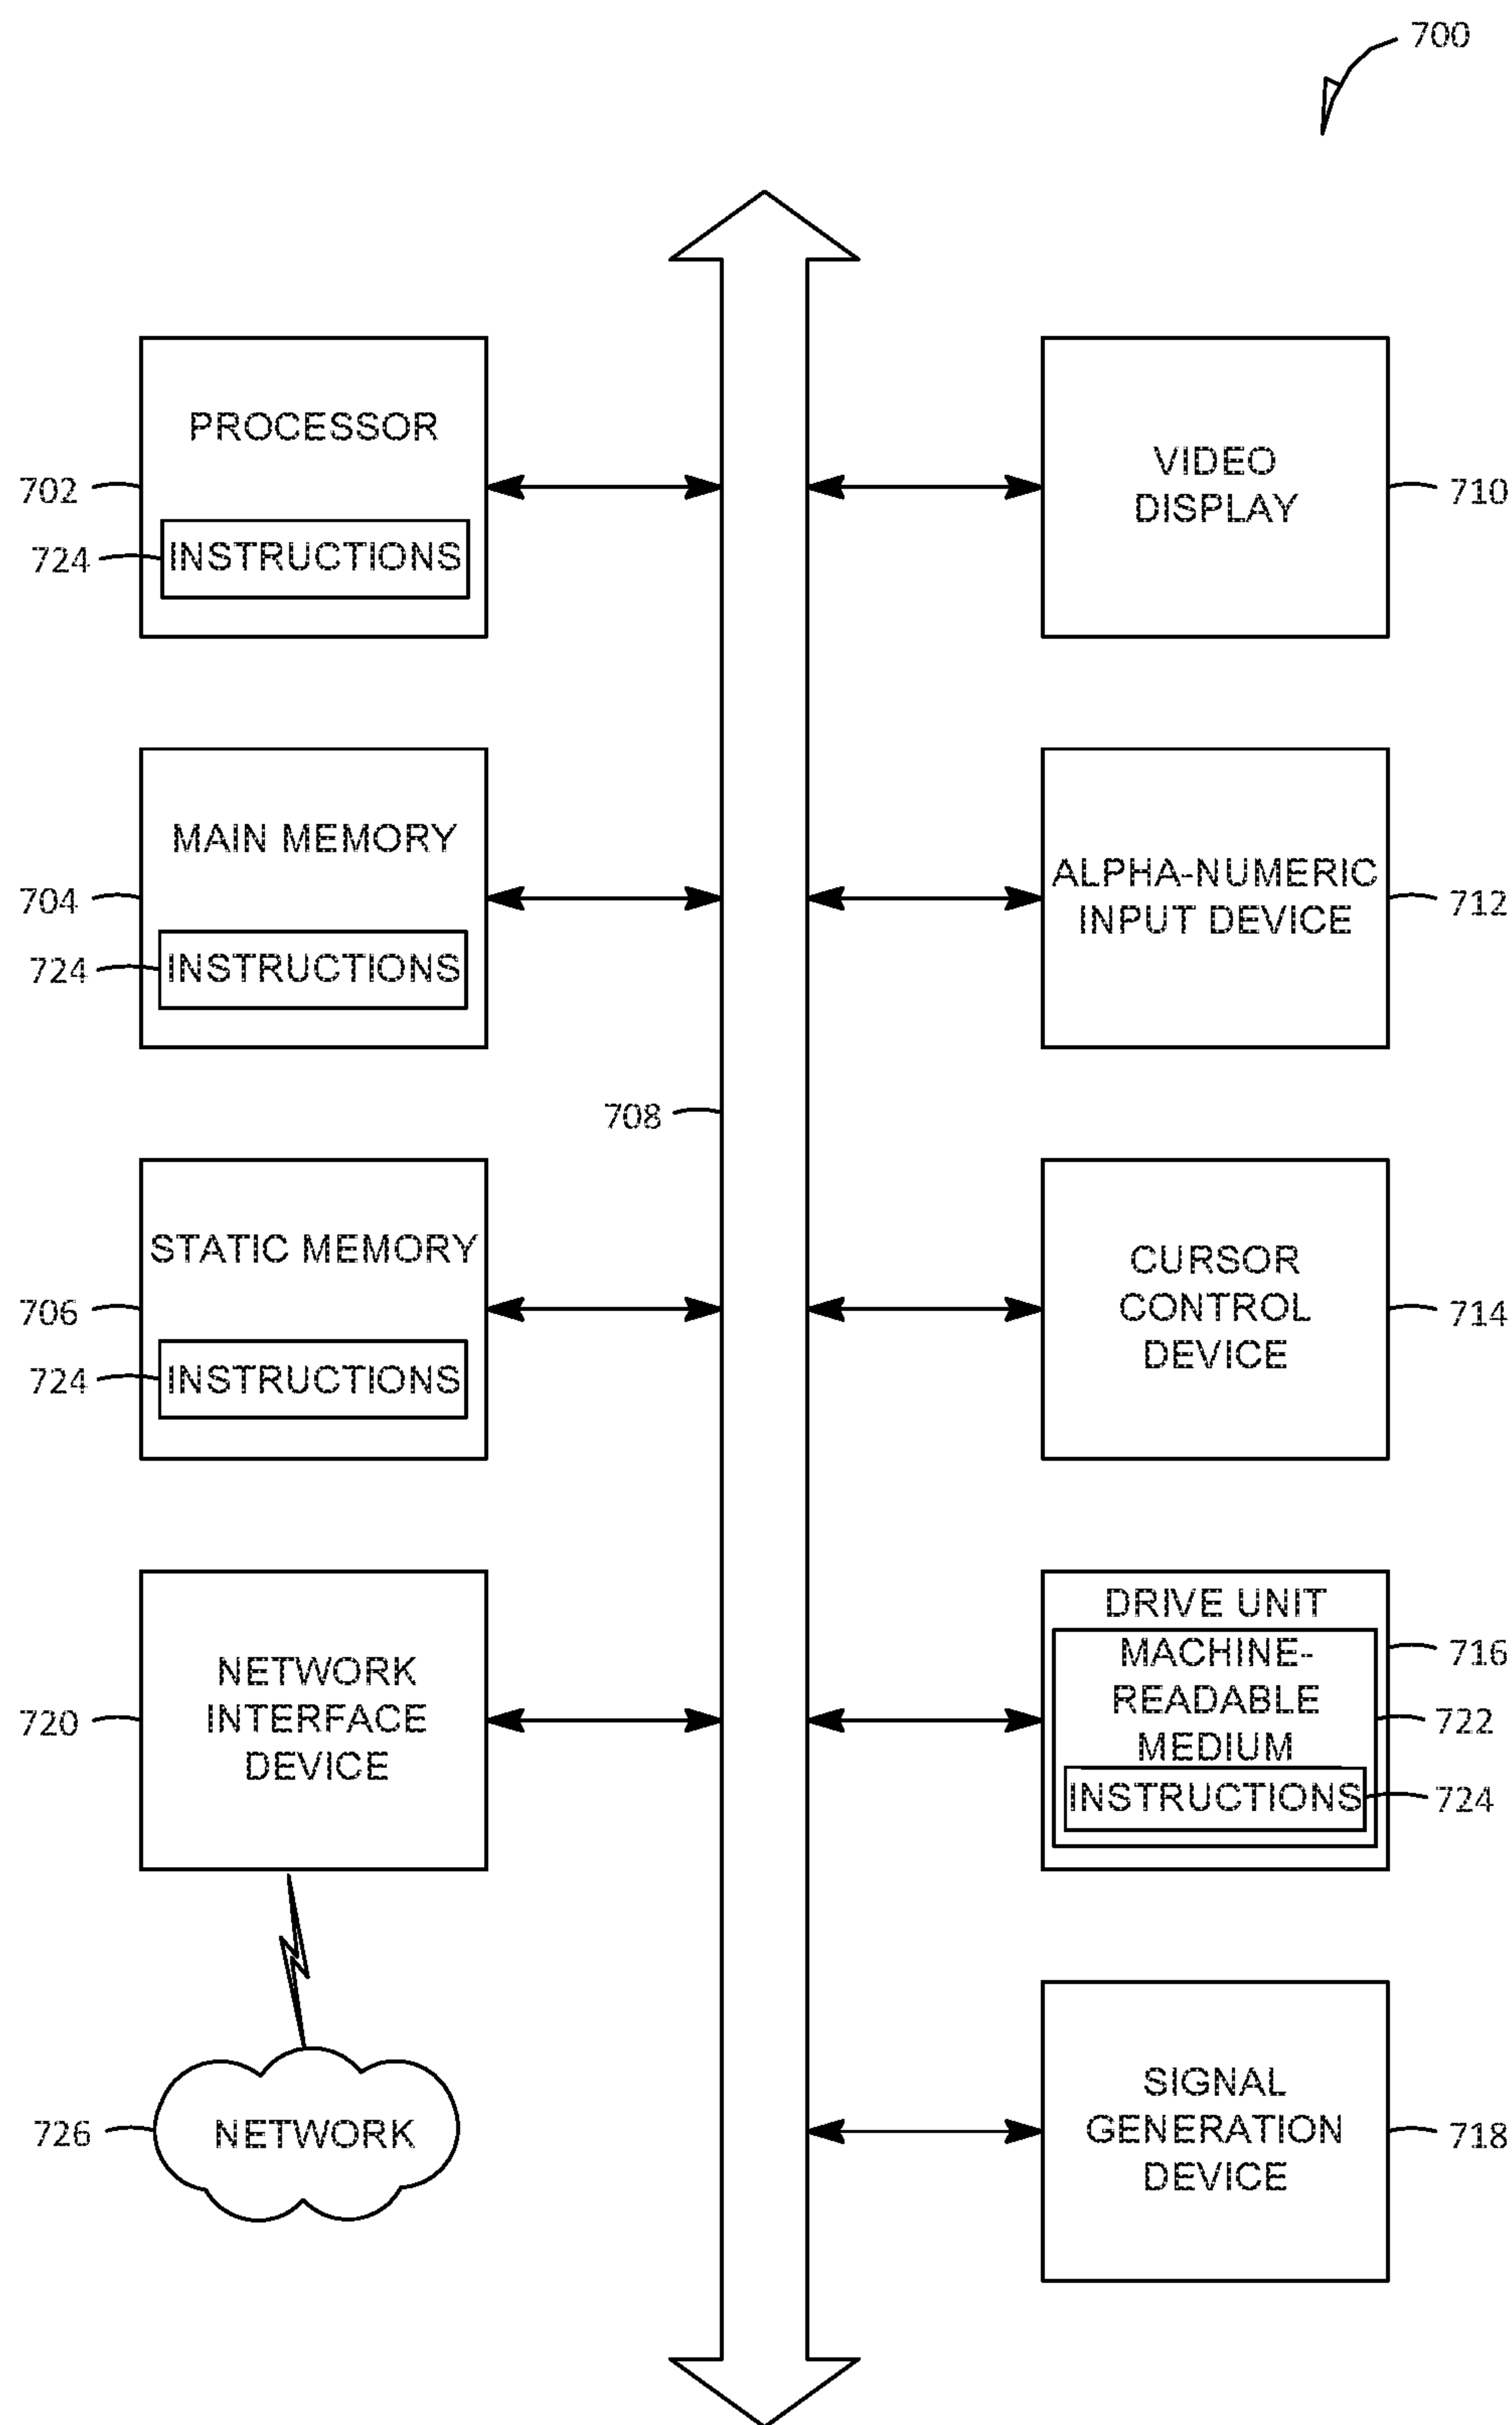 700
PROCESSOR
702
724
INSTRUCTIONS
VIDEO
DISPLAY
710
MAIN MEMORY
704
724
INSTRUCTIONS
ALPHA-NUMERIC
INPUT DEVICE
712
708
STATIC MEMORY
706
724
INSTRUCTIONS
CURSOR
CONTROL
DEVICE
714
NETWORK
INTERFACE
DEVICE
720
DRIVE UNIT
MACHINE-
READABLE
MEDIUM
INSTRUCTIONS
716
722
724
726
NETWORK
SIGNAL
GENERATION
DEVICE
718